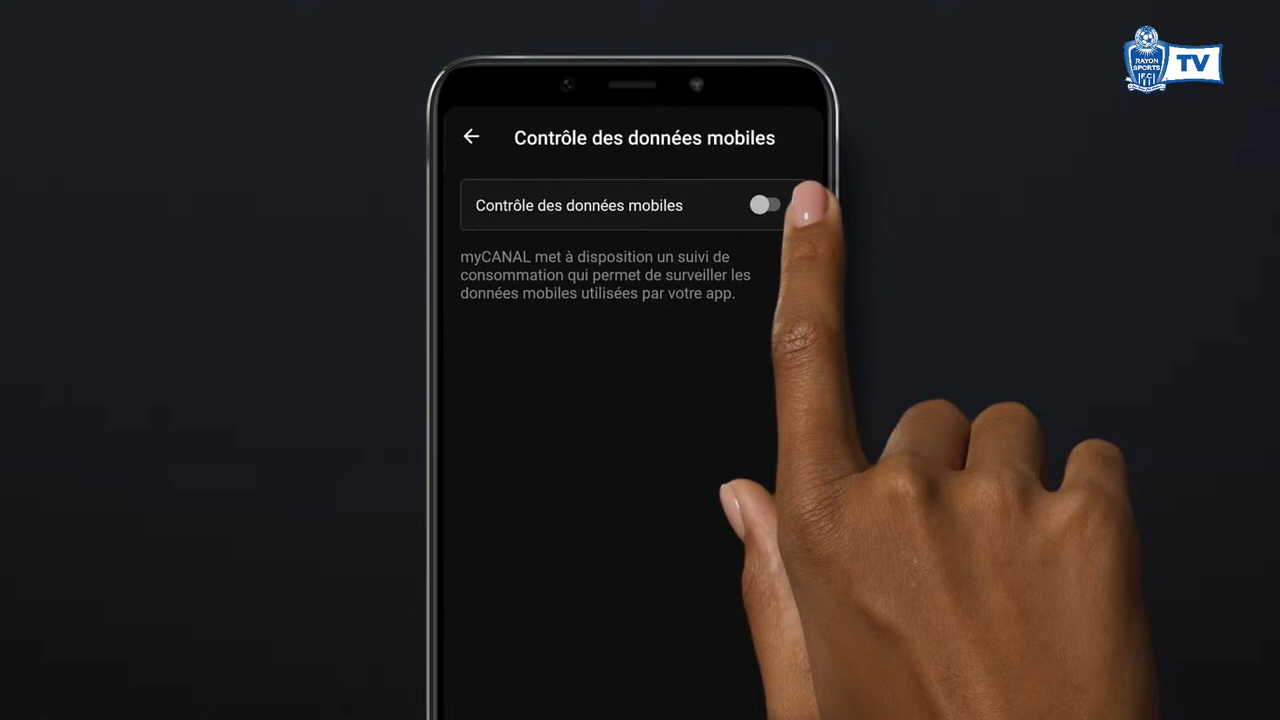 RAYON
SPORTS
TV
Contrôle des données mobiles
Contrôle des données mobiles
myCANAL met à disposition un suivi de
consommation qui permet de surveiller les
données mobiles utilisées par votre app.